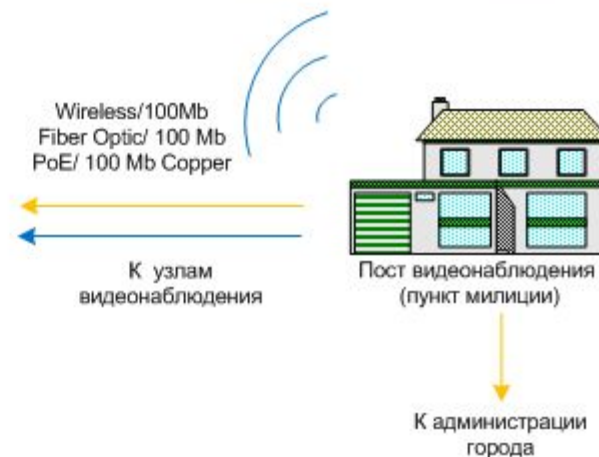 Wireless/100Mb
Fiber Optic/ 100 Mb
PoE/ 100 Mb Copper
К узлам
видеонаблюдения
Пост видеонаблюдения
(пункт милиции)
К администрации
города